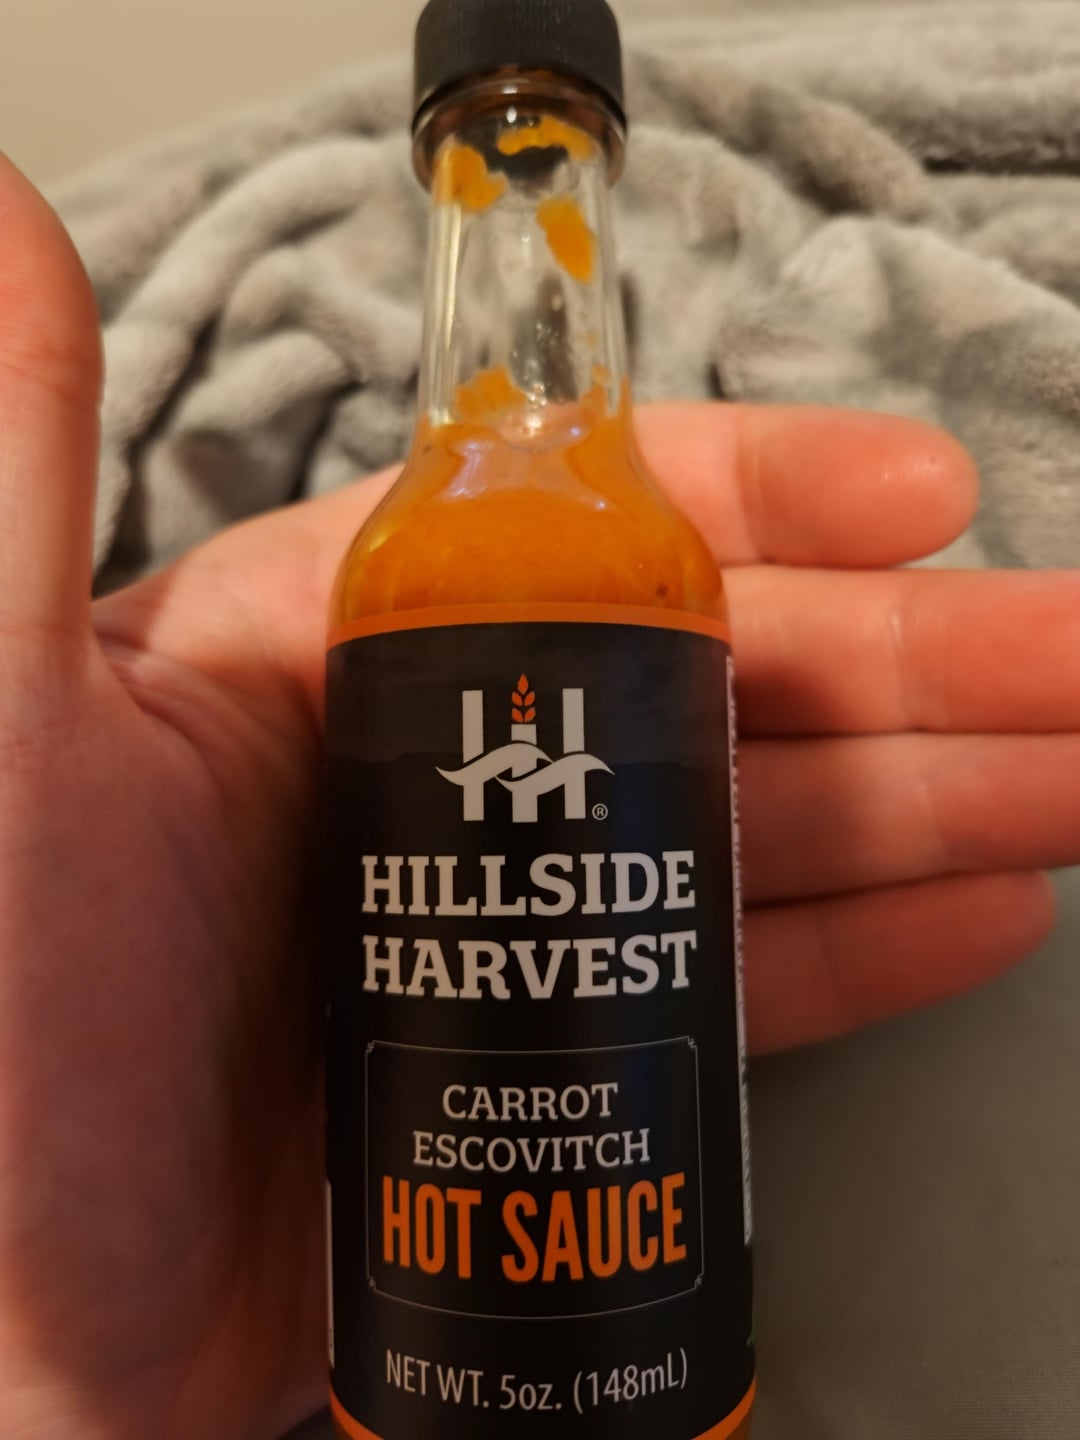 ®
HILLSIDE
HARVEST
CARROT
ESCOVITCH
HOT SAUCE
NET WT. 5oz. (148mL)